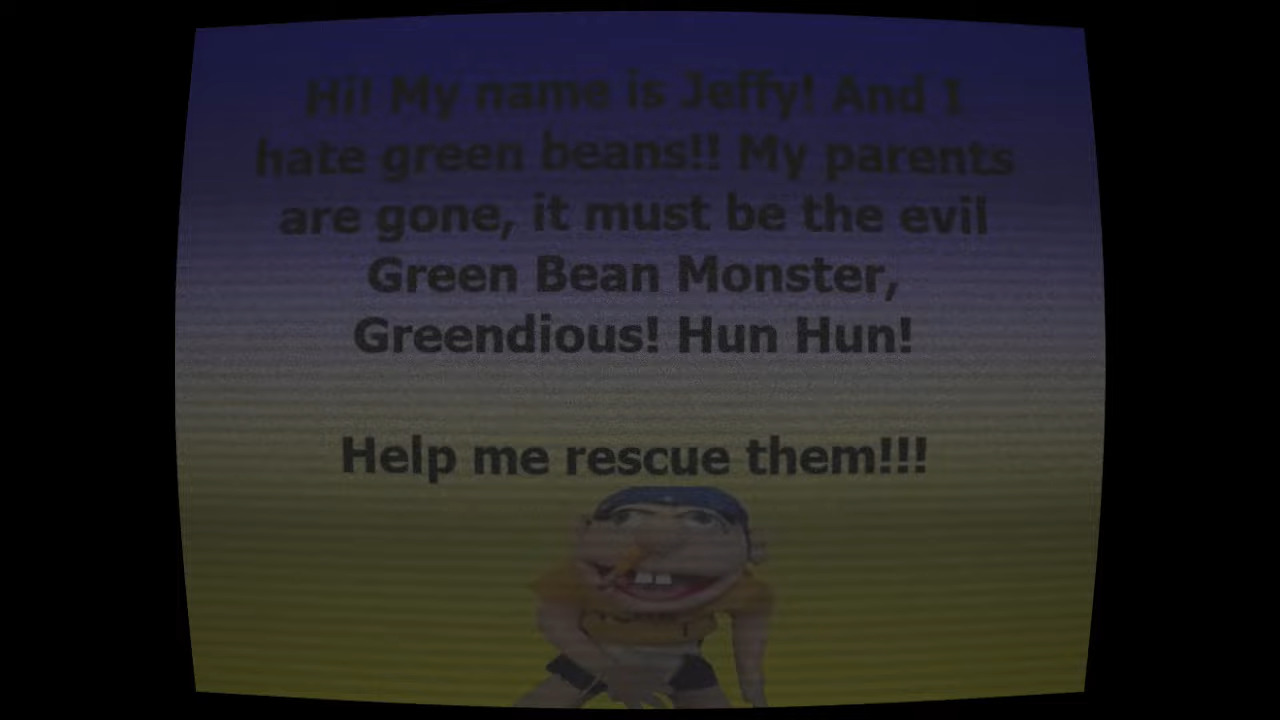 Hi! My name is Jeffy! And I
hate green beans!! My parents
are gone, it must be the evil
Green Bean Monster,
Greendious! Hun Hun!
Help me rescue them!!!